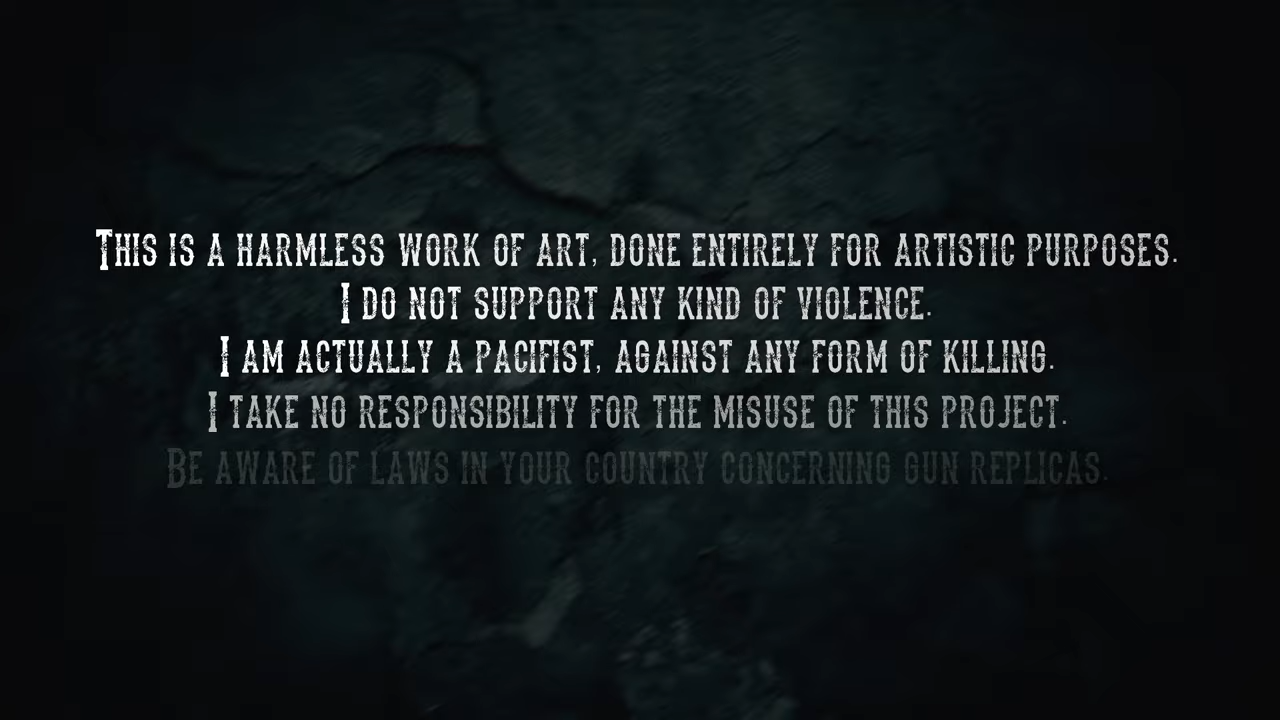 This is a harmless work of art, done entirely for artistic purposes.
I do not support any kind of violence.
I am actually a pacifist, against any form of killing.
I take no responsibility for the misuse of this project.
Be aware of laws in your country concerning gun replicas.